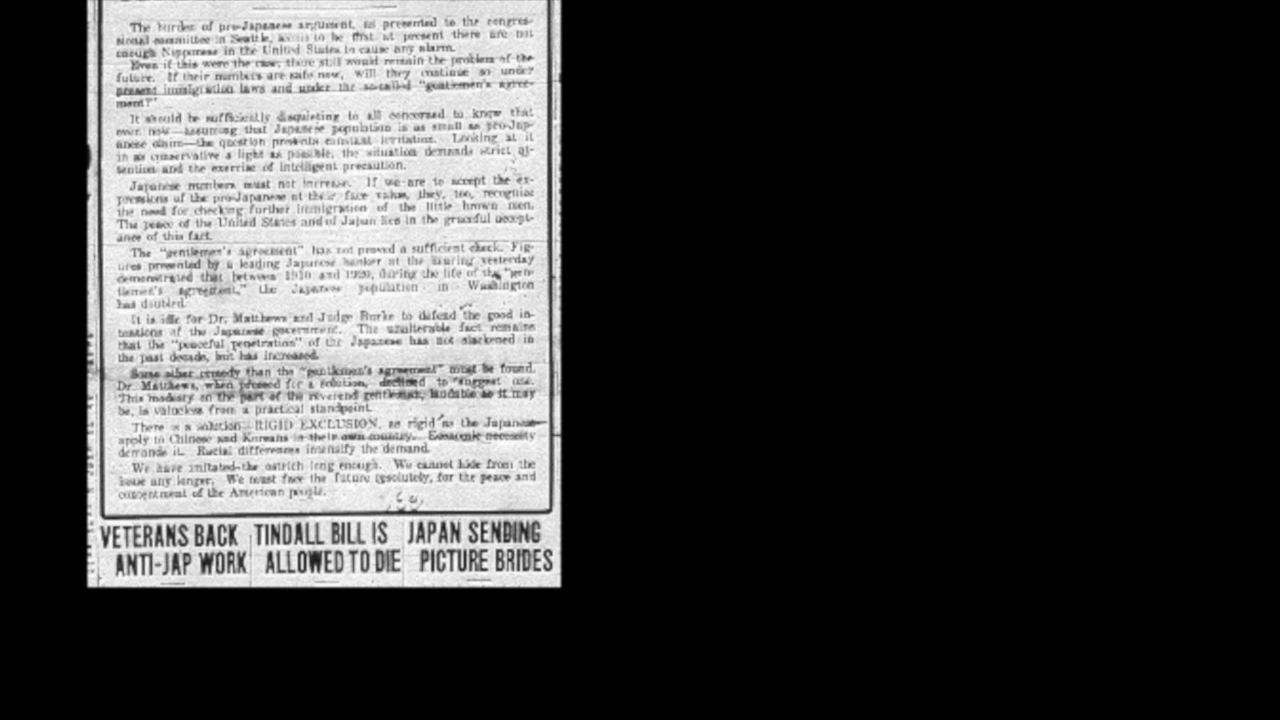 The burden of pro-Japanese argument, as presented to the congres-
sional committee in Seattle, seems to be that at present there are not
enough Nipponese in the United States to cause any alarm.
Even if this were the case, there still would remain the problem of the
future. If their numbers are safe now, will they continue so under
present immigration laws and under the so-called "gentlemen's agree-
ment?"
It should be sufficiently disquieting to all concerned to know that
even now—assuming that Japanese population is as small as pro-Jap-
anese claim—the question presents constant irritation. Looking at it
in as conservative a light as possible, the situation demands strict at-
tention and the exercise of intelligent precaution.
Japanese numbers must not increase. If we are to accept the ex-
pressions of the pro-Japanese at their face value, they, too, recognize
the need for checking further immigration of the little brown men.
The peace of the United States and of Japan lies in the graceful accept-
ance of this fact.
The "gentlemen's agreement" has not proved a sufficient check. Fig-
ures presented by a leading Japanese banker at the hearing yesterday
demonstrated that between 1910 and 1920, during the life of the "gen-
tlemen's agreement," the Japanese population in Washington
has doubled.
It is idle for Dr. Matthews and Judge Burke to defend the good in-
tentions of the Japanese government. The unalterable fact remains
that the "peaceful penetration" of the Japanese has not slackened in
the past decade, but has increased.
Some other remedy than the "gentlemen's agreement" must be found.
Dr. Matthews, when pressed for a solution, declined to suggest one.
This modesty on the part of the reverend gentleman, laudable as it may
be, is valueless from a practical standpoint.
There is a solution—RIGID EXCLUSION, as rigid as the Japanese
apply to Chinese and Koreans in their own country. Economic necessity
demands it. Racial differences intensify the demand.
We have imitated the ostrich long enough. We cannot hide from the
issue any longer. We must face the future resolutely, for the peace and
contentment of the American people.
VETERANS BACK
ANTI-JAP WORK
TINDALL BILL IS
ALLOWED TO DIE
JAPAN SENDING
PICTURE BRIDES